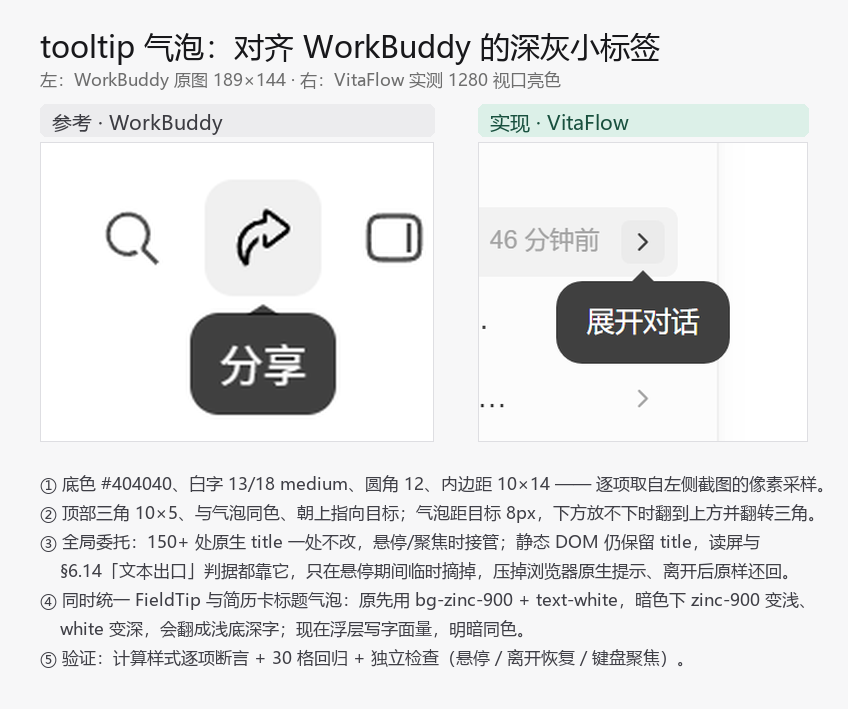 tooltip 气泡：对齐 WorkBuddy 的深灰小标签
左：WorkBuddy 原图 189×144 · 右：VitaFlow 实测 1280 视口亮色
参考 · WorkBuddy
实现 · VitaFlow
分享
46 分钟前
展开对话
.
...
① 底色 #404040、白字 13/18 medium、圆角 12、内边距 10×14 —— 逐项取自左侧截图的像素采样。
② 顶部三角 10×5、与气泡同色、朝上指向目标；气泡距目标 8px，下方放不下时翻到上方并翻转三角。
③ 全局委托：150+ 处原生 title 一处不改，悬停/聚焦时接管；静态 DOM 仍保留 title，读屏与
§6.14「文本出口」判据都靠它，只在悬停期间临时摘掉，压掉浏览器原生提示、离开后原样还回。
④ 同时统一 FieldTip 与简历卡标题气泡：原先用 bg-zinc-900 + text-white，暗色下 zinc-900 变浅、
white 变深，会翻成浅底深字；现在浮层写字面量，明暗同色。
⑤ 验证：计算样式逐项断言 + 30 格回归 + 独立检查（悬停 / 离开恢复 / 键盘聚焦）。